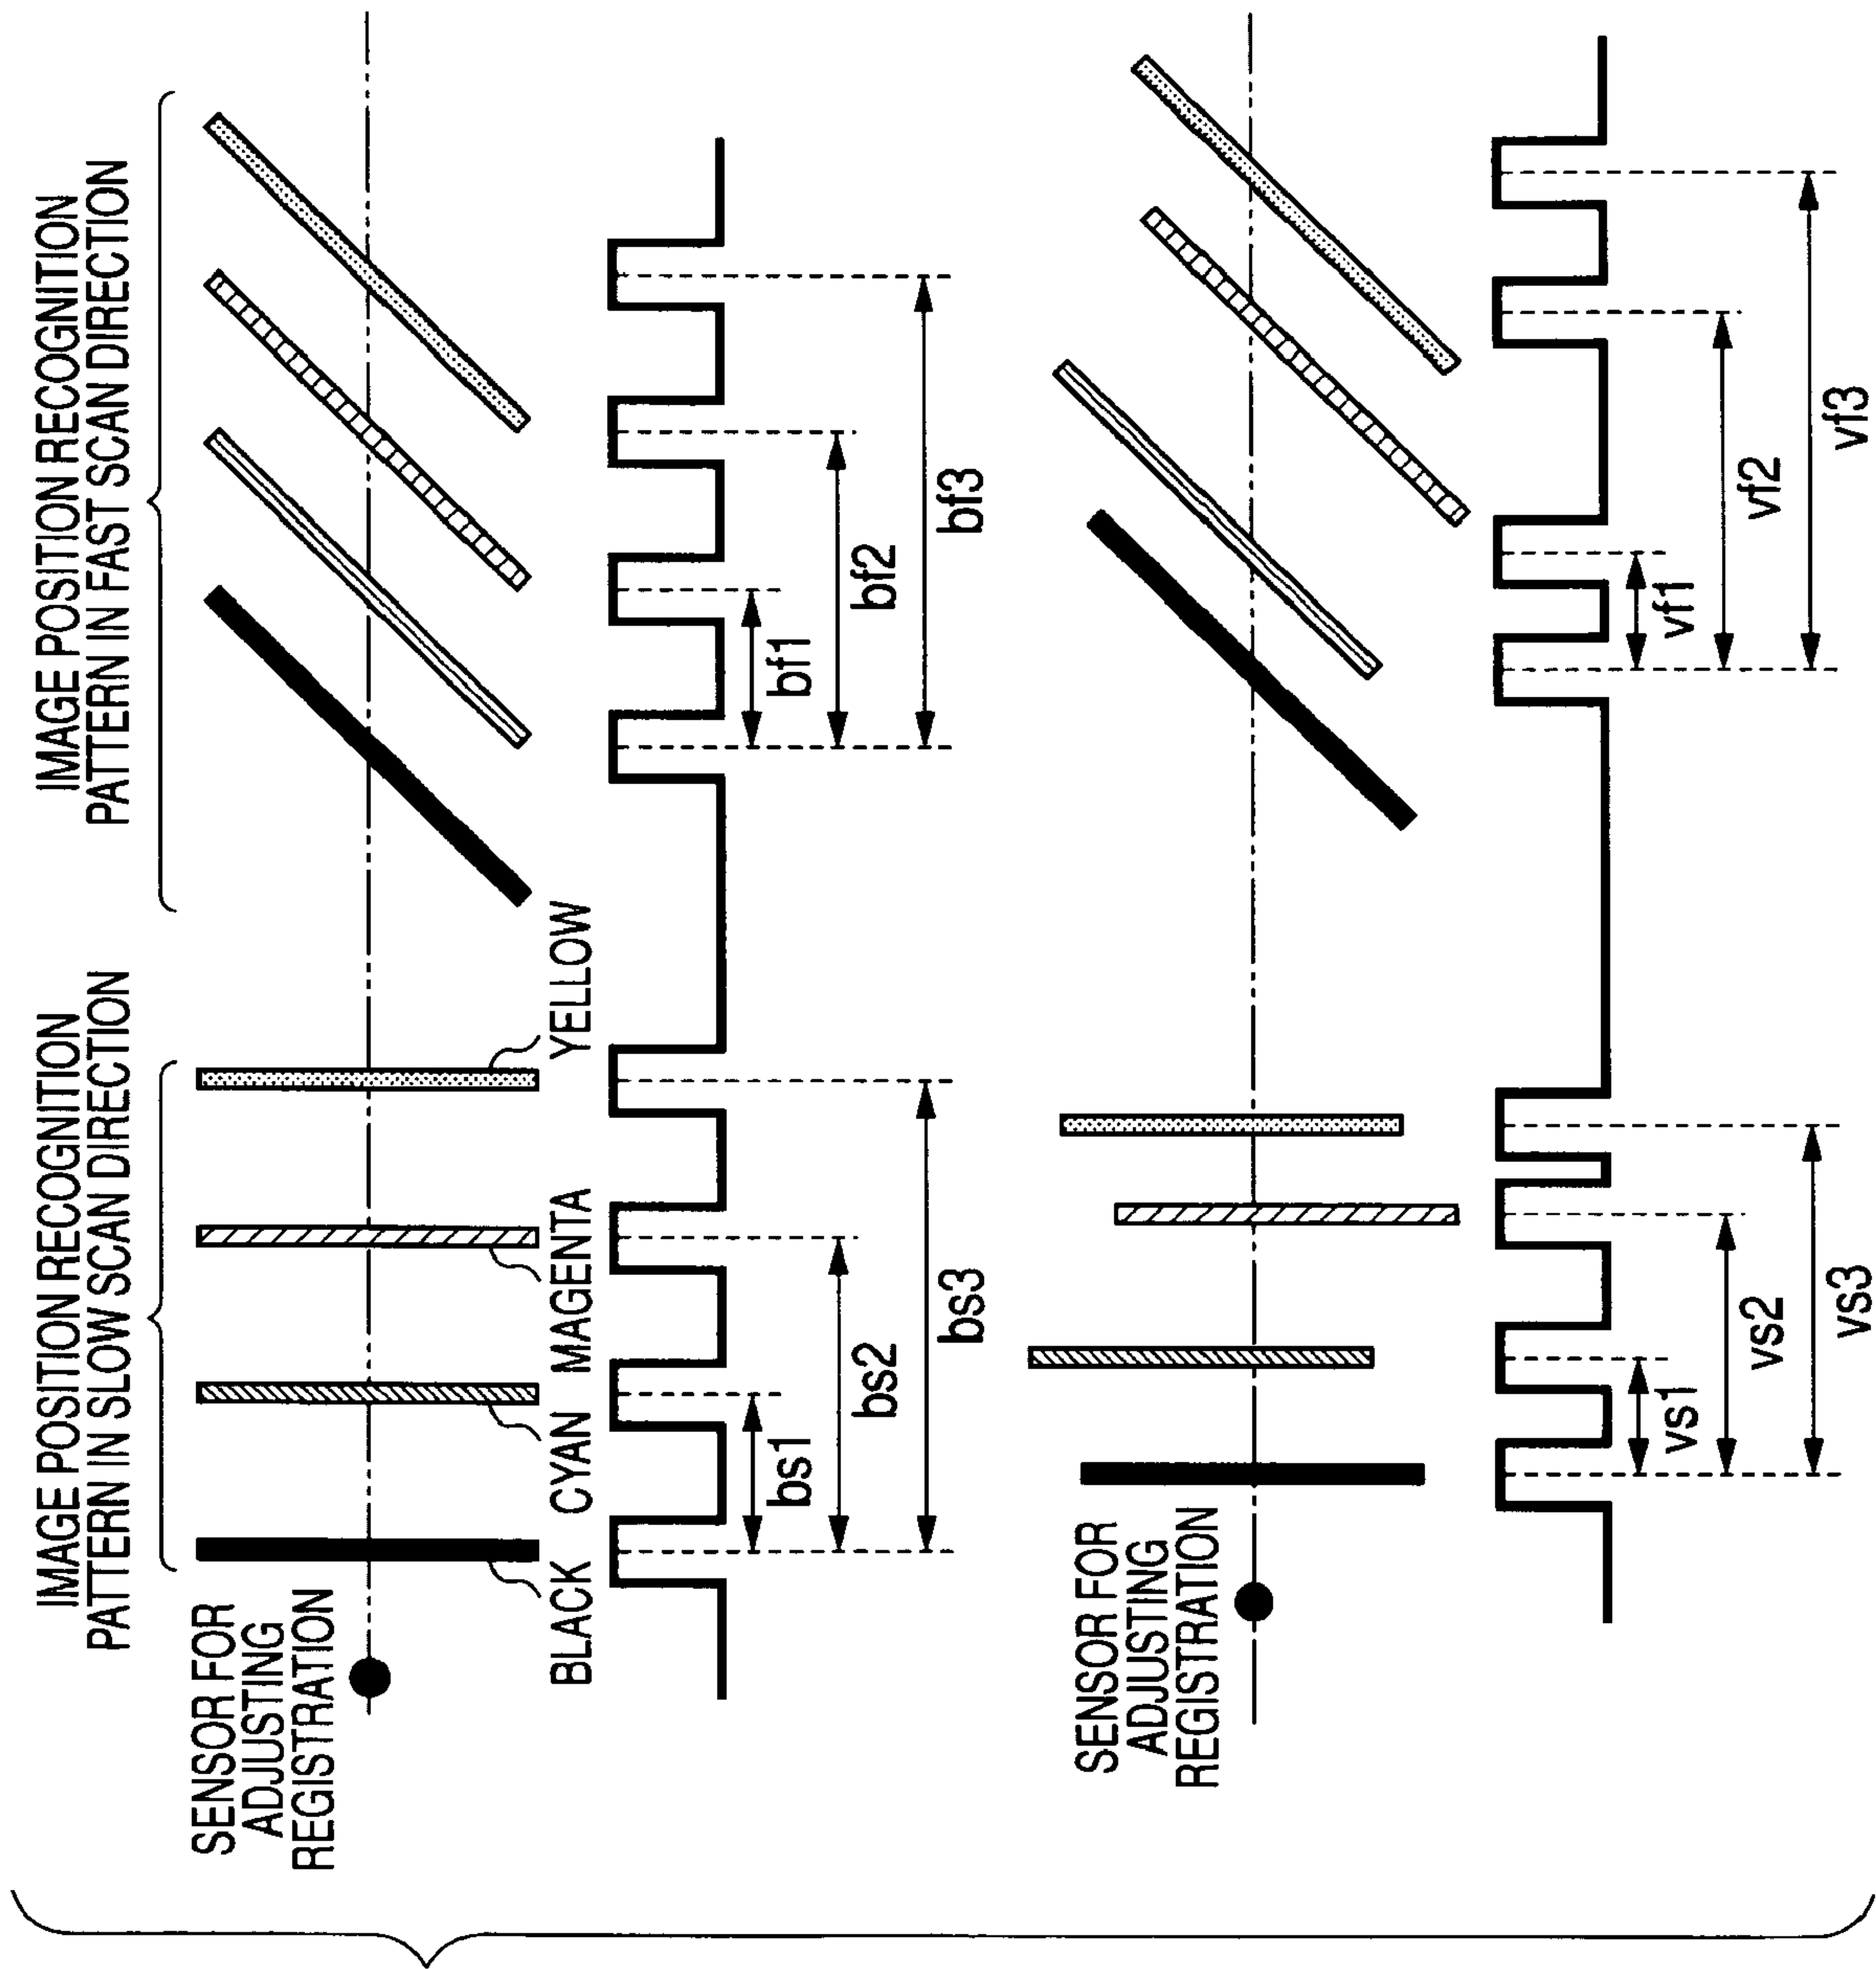 IMAGE POSITION RECOGNITION
PATTERN IN SLOW SCAN DIRECTION
IMAGE POSITION RECOGNITION
PATTERN IN FAST SCAN DIRECTION
SENSOR FOR
ADJUSTING
REGISTRATION
BLACK
CYAN
MAGENTA
YELLOW
bs1
bs2
bs3
bf1
bf2
bf3
SENSOR FOR
ADJUSTING
REGISTRATION
vs1
vs2
vs3
vf1
vf2
vf3